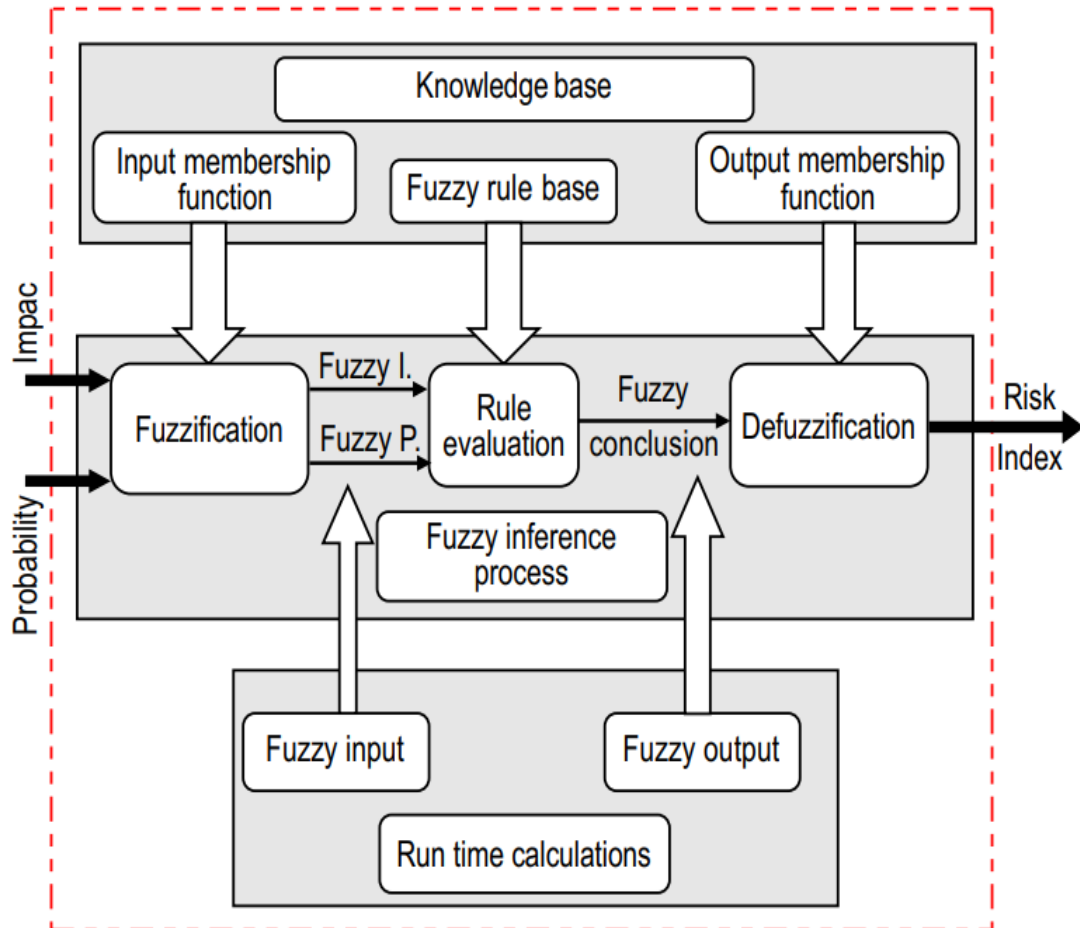 Knowledge base
Input membership
function
Fuzzy rule base
Output membership
function
Impac
Probability
Fuzzification
Fuzzy I.
Fuzzy P.
Rule
evaluation
Fuzzy
conclusion
Defuzzification
Risk
Index
Fuzzy inference
process
Fuzzy input
Fuzzy output
Run time calculations